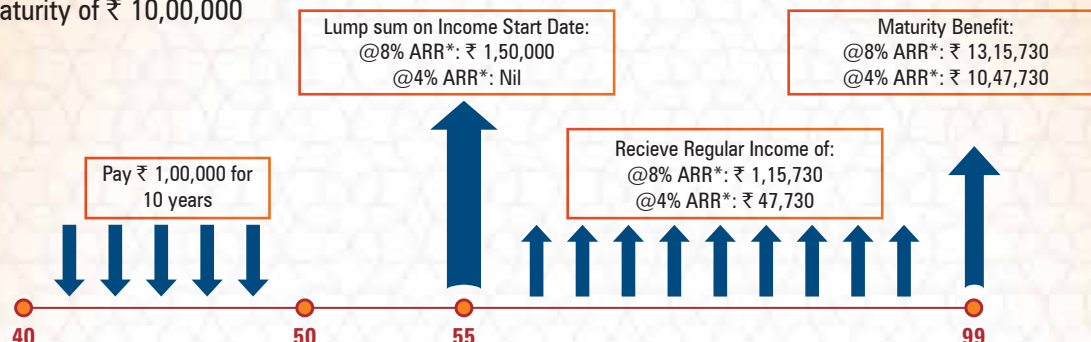 aturity of ₹ 10,00,000
Lump sum on Income Start Date:
@8% ARR*: ₹ 1,50,000
@4% ARR*: Nil
Maturity Benefit:
@8% ARR*: ₹ 13,15,730
@4% ARR*: ₹ 10,47,730
Pay ₹ 1,00,000 for
10 years
Recieve Regular Income of:
@8% ARR*: ₹ 1,15,730
@4% ARR*: ₹ 47,730
40 50 55 99